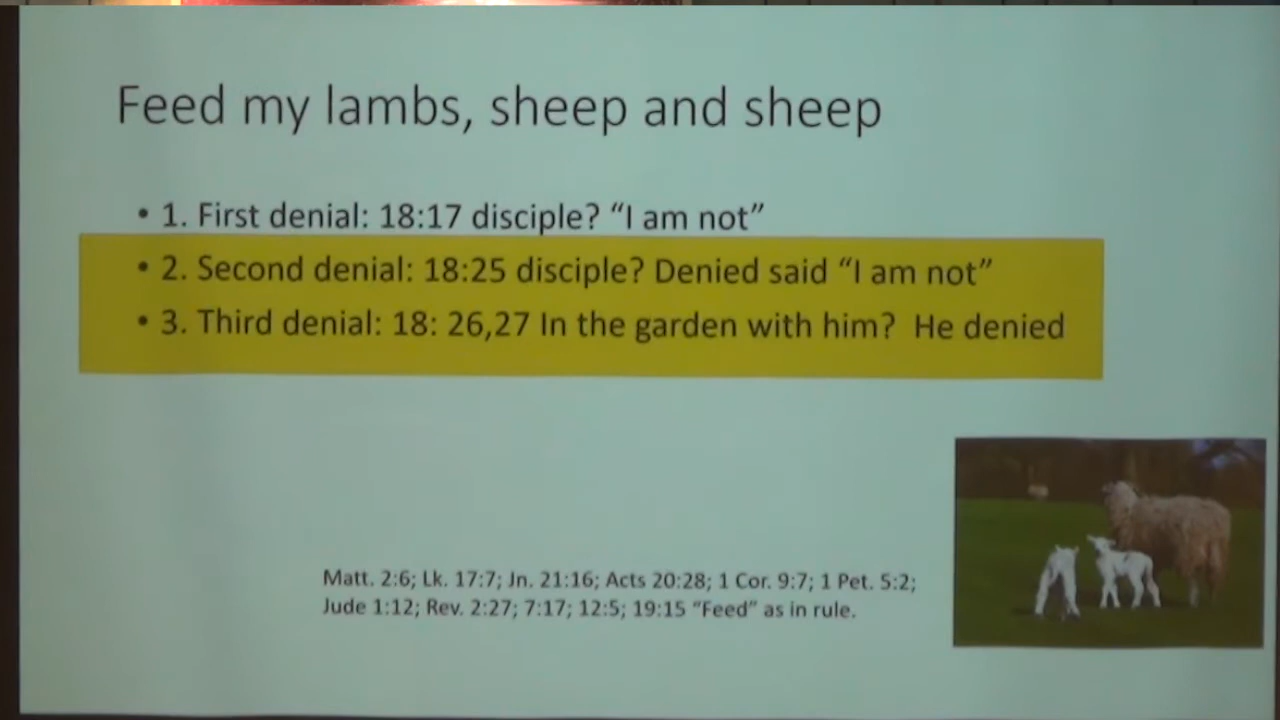 Feed my lambs, sheep and sheep
• 1. First denial: 18:17 disciple? “I am not”
• 2. Second denial: 18:25 disciple? Denied said “I am not”
• 3. Third denial: 18: 26,27 In the garden with him?  He denied
Matt. 2:6; Lk. 17:7; Jn. 21:16; Acts 20:28; 1 Cor. 9:7; 1 Pet. 5:2;
Jude 1:12; Rev. 2:27; 7:17; 12:5; 19:15 “Feed” as in rule.